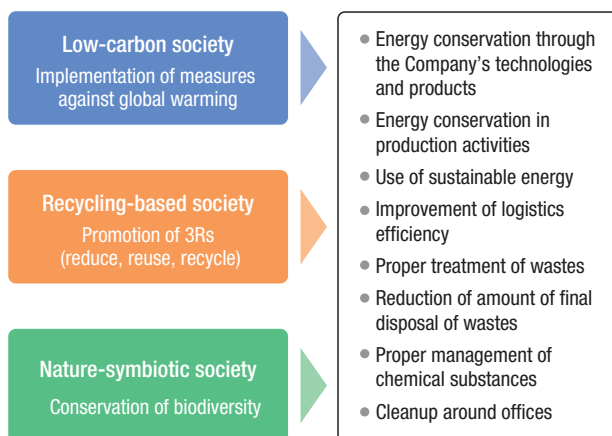 Low-carbon society
Implementation of measures
against global warming
Recycling-based society
Promotion of 3Rs
(reduce, reuse, recycle)
Nature-symbiotic society
Conservation of biodiversity
Energy conservation through
the Company's technologies
and products
Energy conservation in
production activities
Use of sustainable energy
Improvement of logistics
efficiency
Proper treatment of wastes
Reduction of amount of final
disposal of wastes
Proper management of
chemical substances
Cleanup around offices